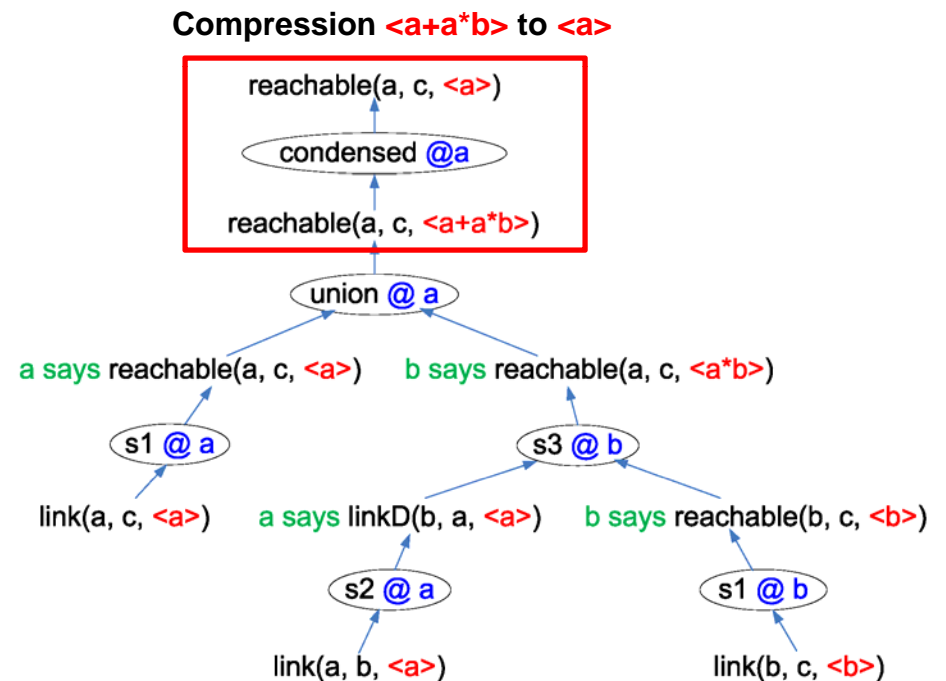 Compression <a+a*b> to <a>
reachable(a, c, <a>)
condensed @a
reachable(a, c, <a+a*b>)
union @ a
a says reachable(a, c, <a>) b says reachable(a, c, <a*b>)
s1 @ a s3 @ b
link(a, c, <a>) a says linkD(b, a, <a>) b says reachable(b, c, <b>)
s2 @ a s1 @ b
link(a, b, <a>) link(b, c, <b>)